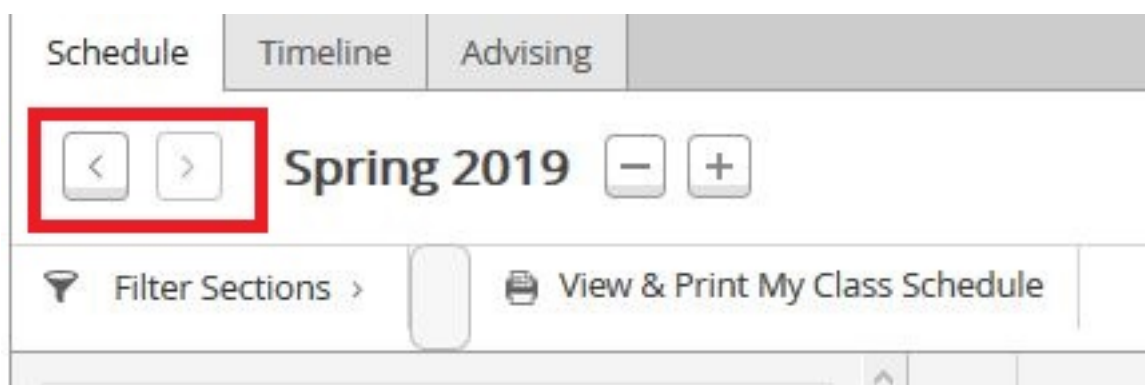 Schedule Timeline Advising
< > Spring 2019 − +
Filter Sections > View & Print My Class Schedule